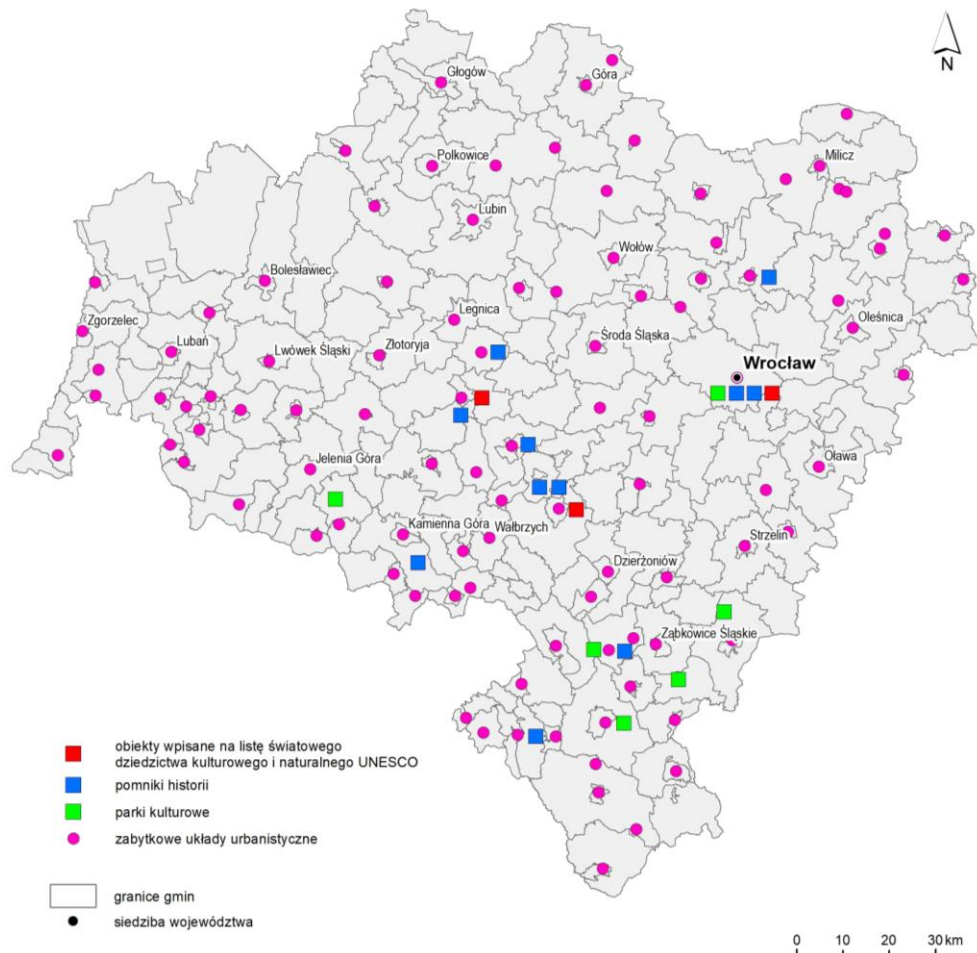 Głogów
Góra
N
Polkowice
Milicz
Lubin
Wołów
Bolesławiec
Legnica
Oleśnica
Zgorzelec
Lubań
Lwówek Śląski
Złotoryja
Środa Śląska
Wrocław
Jelenia Góra
Oława
Kamienna Góra
Wałbrzych
Strzelin
Dzierżoniów
Ząbkowice Śląskie
obiekty wpisane na listę światowego
dziedzictwa kulturowego i naturalnego UNESCO
pomniki historii
parki kulturowe
zabytkowe układy urbanistyczne
granice gmin
siedziba województwa
0 10 20 30 km